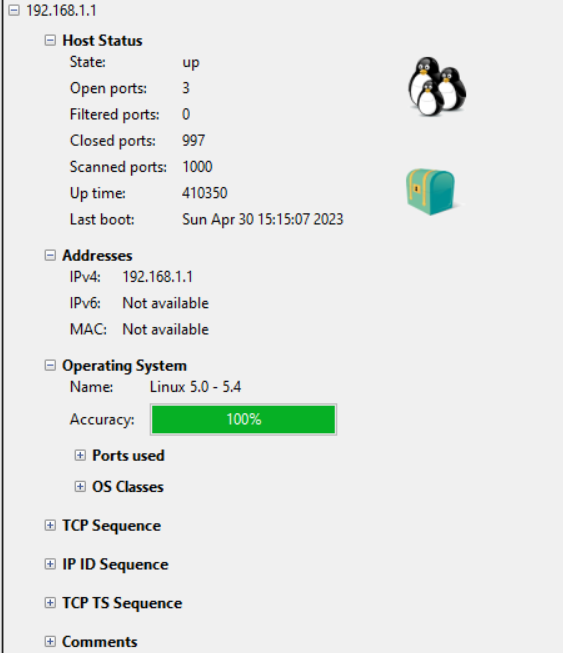 192.168.1.1
Host Status
State: up
Open ports: 3
Filtered ports: 0
Closed ports: 997
Scanned ports: 1000
Up time: 410350
Last boot: Sun Apr 30 15:15:07 2023
Addresses
IPv4: 192.168.1.1
IPv6: Not available
MAC: Not available
Operating System
Name: Linux 5.0 - 5.4
Accuracy: 100%
Ports used
OS Classes
TCP Sequence
IP ID Sequence
TCP TS Sequence
Comments